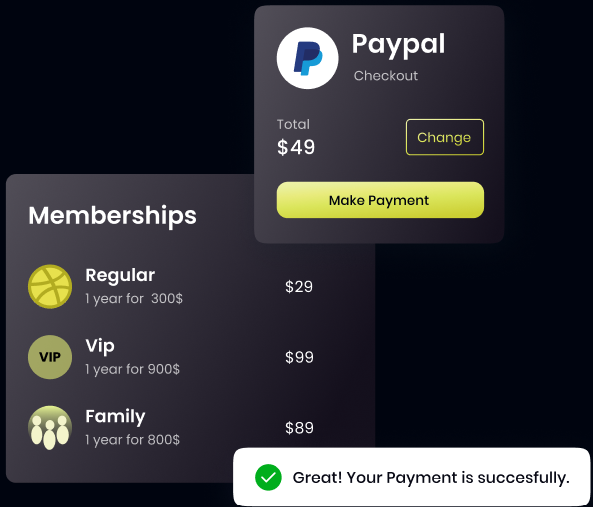 Paypal
Checkout
Total
$49
Change
Make Payment
Memberships
Regular
1 year for 300$
$29
VIP
Vip
1 year for 900$
$99
Family
1 year for 800$
$89
Great! Your Payment is succesfully.